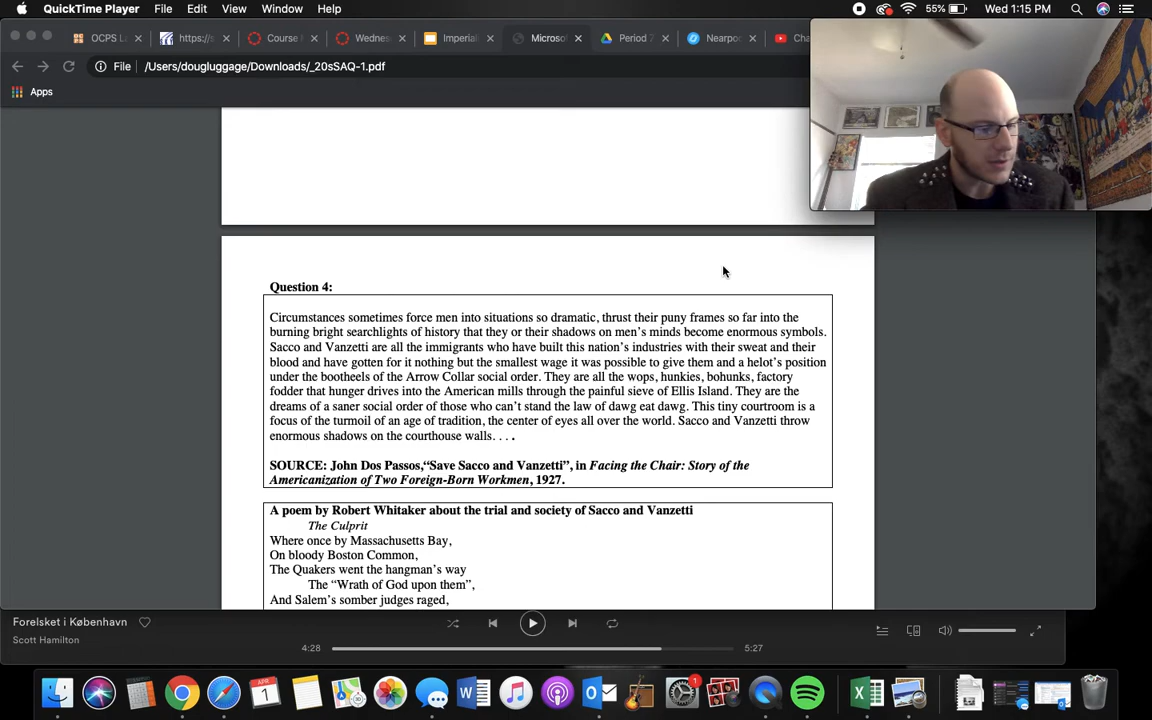 QuickTime Player File Edit View Window Help 55% Wed 1:15 PM
OCPS La https://s Course H Wednes Imperial Microso Period 7 Nearpo Cha
File /Users/dougluggage/Downloads/_20sSAQ-1.pdf
Apps
Question 4:
Circumstances sometimes force men into situations so dramatic, thrust their puny frames so far into the
burning bright searchlights of history that they or their shadows on men's minds become enormous symbols.
Sacco and Vanzetti are all the immigrants who have built this nation's industries with their sweat and their
blood and have gotten for it nothing but the smallest wage it was possible to give them and a helot's position
under the bootheels of the Arrow Collar social order. They are all the wops, hunkies, bohunks, factory
fodder that hunger drives into the American mills through the painful sieve of Ellis Island. They are the
dreams of a saner social order of those who can't stand the law of dawg eat dawg. This tiny courtroom is a
focus of the turmoil of an age of tradition, the center of eyes all over the world. Sacco and Vanzetti throw
enormous shadows on the courthouse walls. . . .
SOURCE: John Dos Passos,“Save Sacco and Vanzetti”, in Facing the Chair: Story of the
Americanization of Two Foreign-Born Workmen, 1927.
A poem by Robert Whitaker about the trial and society of Sacco and Vanzetti
The Culprit
Where once by Massachusetts Bay,
On bloody Boston Common,
The Quakers went the hangman's way
The “Wrath of God upon them”,
And Salem's somber judges raged,
Forelsket i København
Scott Hamilton
4:28 5:27
APR 1
1